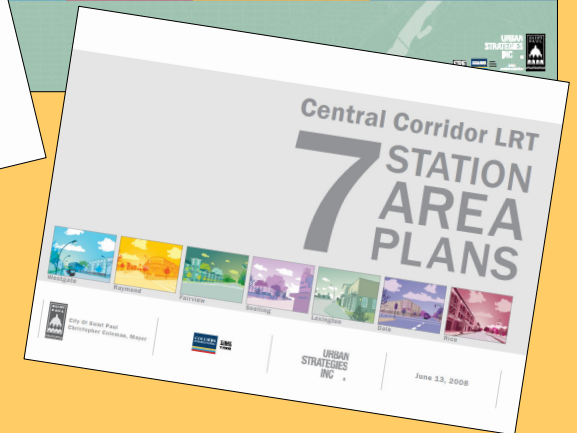 URBAN
STRATEGIES
INC
Central Corridor LRT
7 STATION
AREA
PLANS
Westgate
Raymond
Fairview
Snelling
Lexington
Dale
Rice
City Of Saint Paul
Christopher Coleman, Mayor
COLLIERS
URBAN
STRATEGIES
INC
June 13, 2008